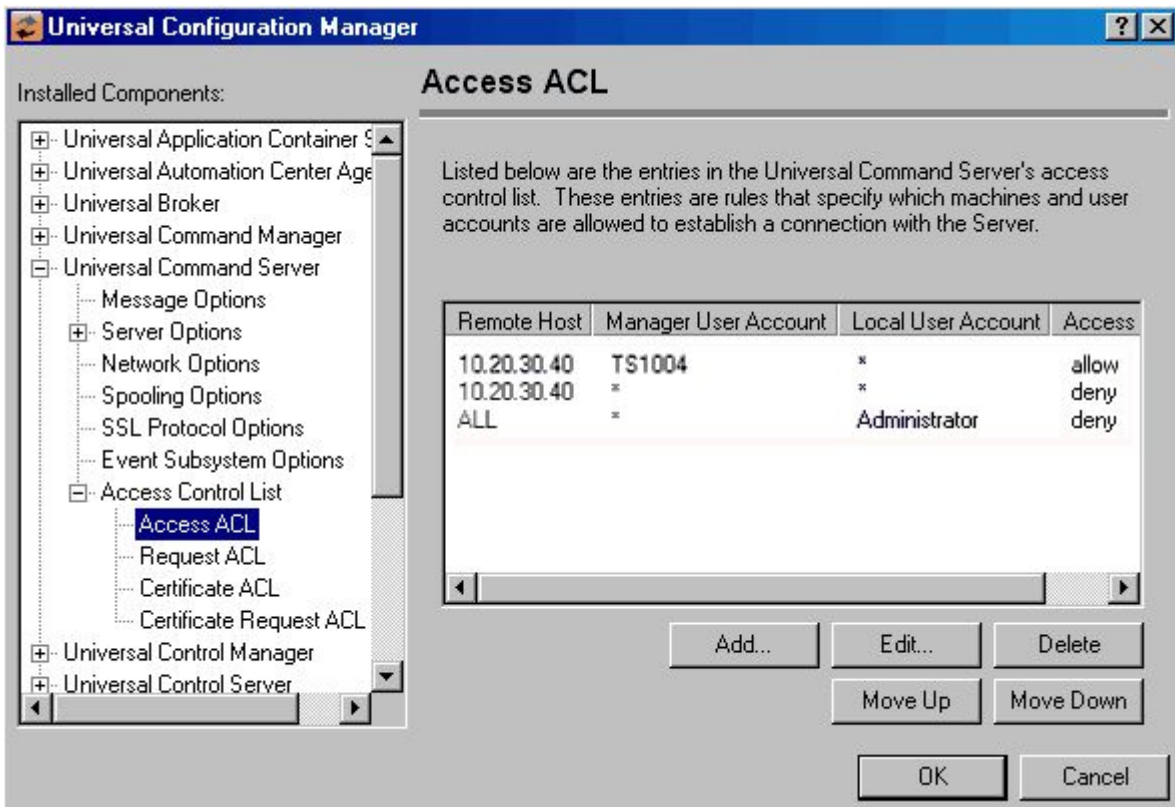 Universal Configuration Manager
Installed Components:
Universal Application Container S
Universal Automation Center Age
Universal Broker
Universal Command Manager
Universal Command Server
Message Options
Server Options
Network Options
Spooling Options
SSL Protocol Options
Event Subsystem Options
Access Control List
Access ACL
Request ACL
Certificate ACL
Certificate Request ACL
Universal Control Manager
Universal Control Server
Access ACL
Listed below are the entries in the Universal Command Server's access
control list. These entries are rules that specify which machines and user
accounts are allowed to establish a connection with the Server.
Remote Host Manager User Account Local User Account Access
10.20.30.40 TS1004 * allow
10.20.30.40 * * deny
ALL * Administrator deny
Add... Edit... Delete
Move Up Move Down
OK Cancel